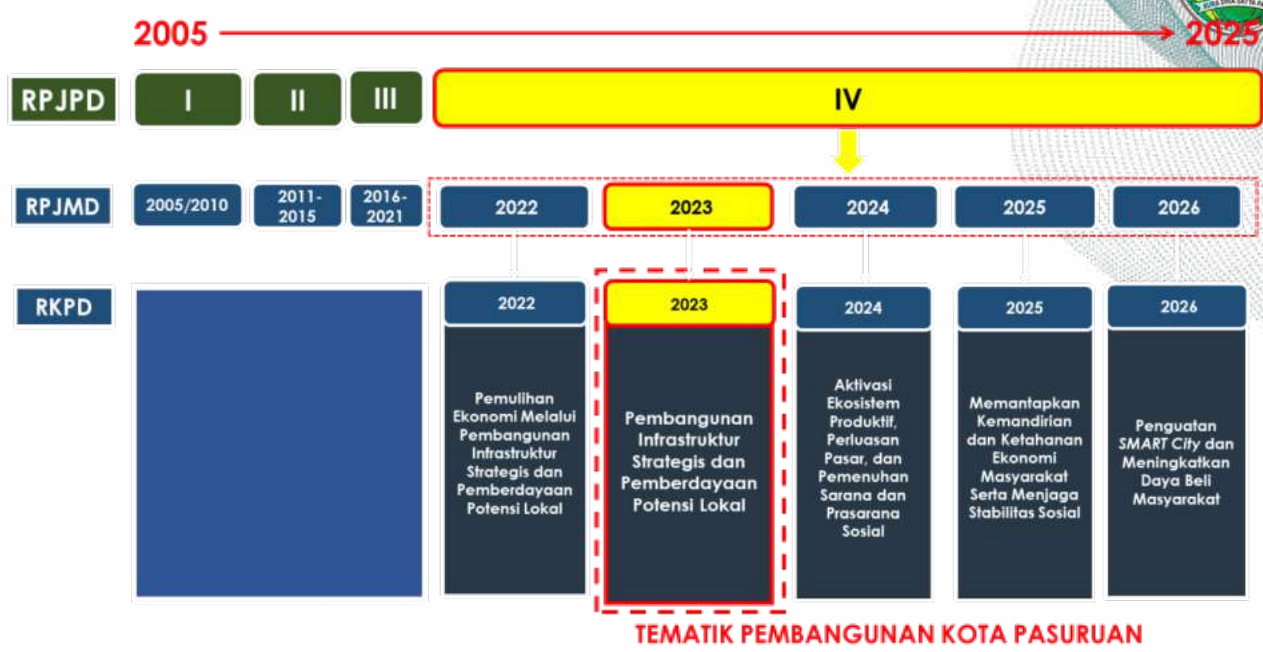 2005
2025
RPJPD
I
II
III
IV
RPJMD
2005/2010
2011-
2015
2016-
2021
2022
2023
2024
2025
2026
RKPD
2022
Pemulihan
Ekonomi Melalui
Pembangunan
Infrastruktur
Strategis dan
Pemberdayaan
Potensi Lokal
2023
Pembangunan
Infrastruktur
Strategis dan
Pemberdayaan
Potensi Lokal
2024
Aktivasi
Ekosistem
Produktif,
Perluasan
Pasar, dan
Pemenuhan
Sarana dan
Prasarana
Sosial
2025
Memantapkan
Kemandirian
dan Ketahanan
Ekonomi
Masyarakat
Serta Menjaga
Stabilitas Sosial
2026
Penguatan
SMART City dan
Meningkatkan
Daya Beli
Masyarakat
TEMATIK PEMBANGUNAN KOTA PASURUAN